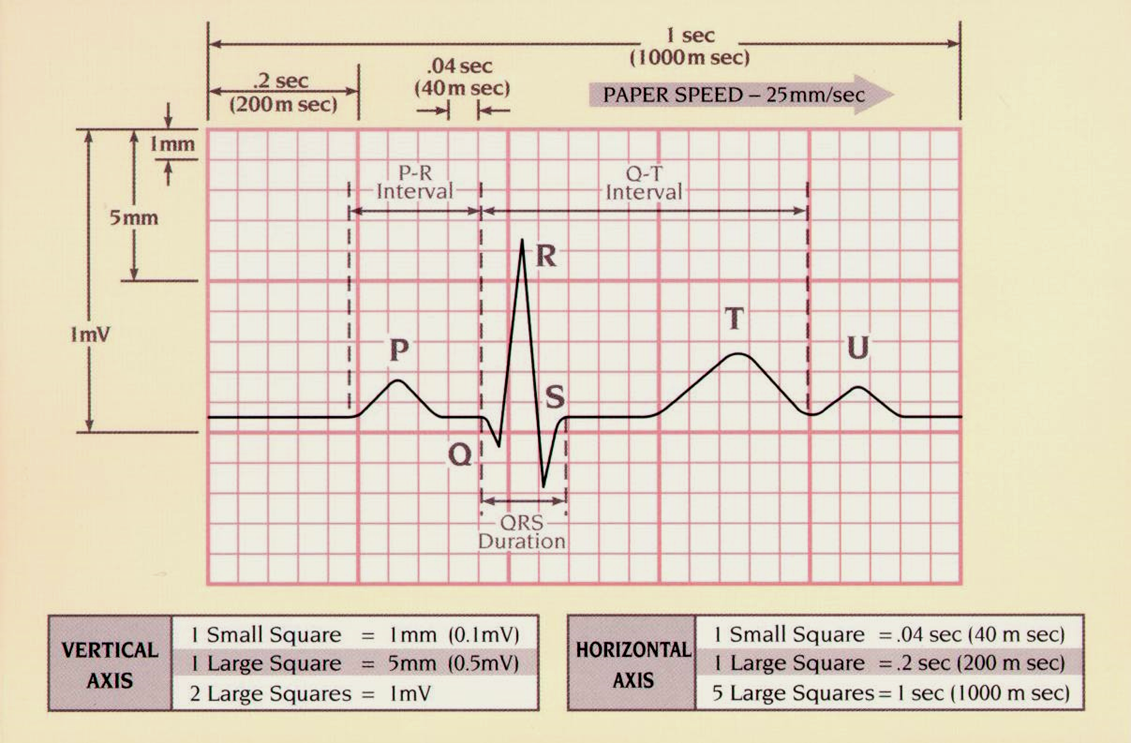 1 sec
(1000 m sec)
.2 sec
(200 m sec)
.04 sec
(40 m sec)
PAPER SPEED – 25mm/sec
1mm
5mm
1mV
P-R
Interval
Q-T
Interval
R
P
T
U
S
Q
QRS
Duration
VERTICAL
AXIS
1 Small Square = 1mm (0.1mV)
1 Large Square = 5mm (0.5mV)
2 Large Squares = 1mV
HORIZONTAL
AXIS
1 Small Square = .04 sec (40 m sec)
1 Large Square = .2 sec (200 m sec)
5 Large Squares = 1 sec (1000 m sec)